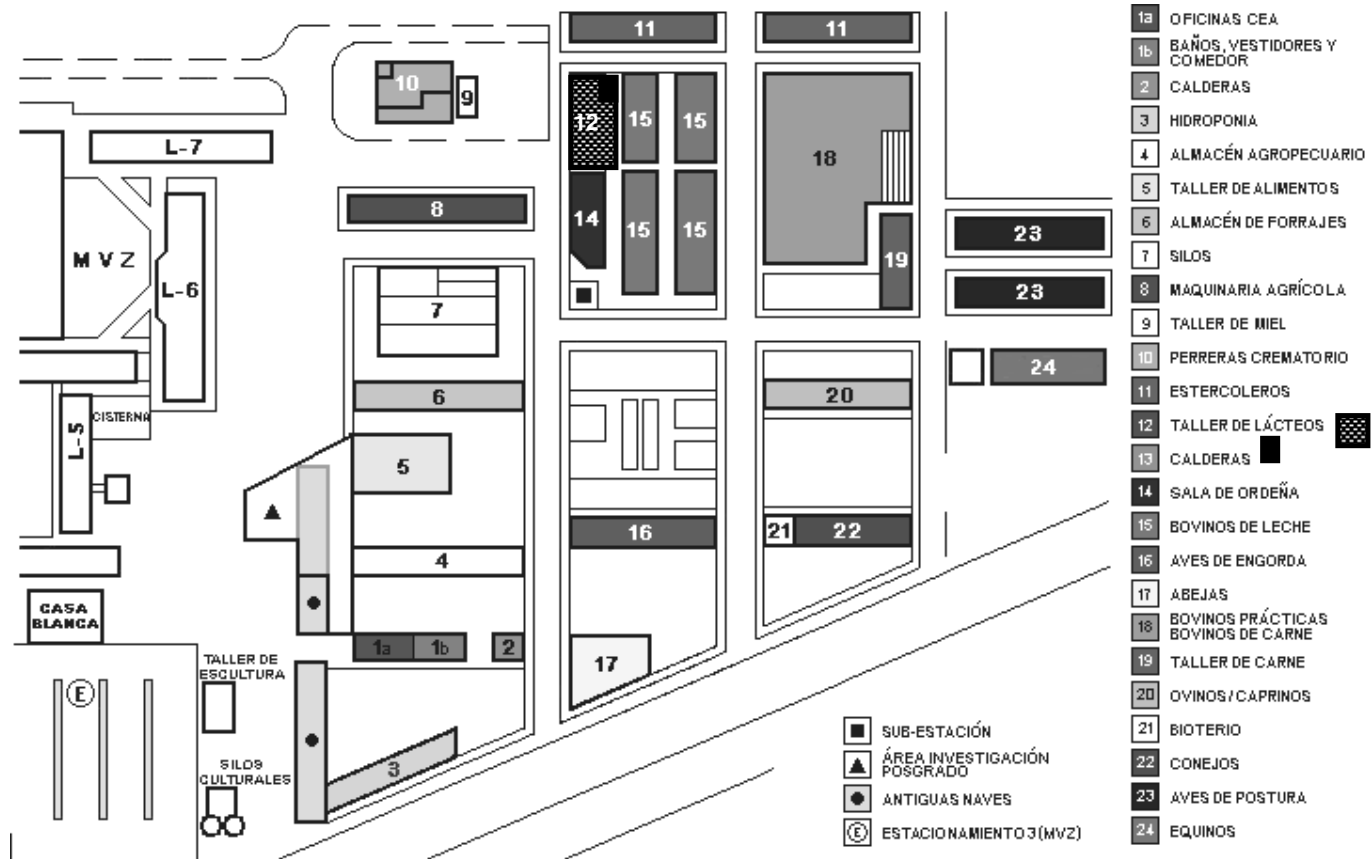 11
11
10
9
12
15
15
18
L-7
8
14
15
15
19
23
23
MVZ
L-6
7
24
6
20
CISTERNA
L-5
5
16
21
22
4
CASA
BLANCA
1a
1b
2
17
TALLER DE
ESCULTURA
E
3
SILOS
CULTURALES
SUB-ESTACIÓN
ÁREA INVESTIGACIÓN
POSGRADO
ANTIGUAS NAVES
E ESTACIONAMIENTO 3 (MVZ)
1a OFICINAS CEA
1b BAÑOS, VESTIDORES Y
COMEDOR
2 CALDERAS
3 HIDROPONIA
4 ALMACÉN AGROPECUARIO
5 TALLER DE ALIMENTOS
6 ALMACÉN DE FORRAJES
7 SILOS
8 MAQUINARIA AGRÍCOLA
9 TALLER DE MIEL
10 PERRERAS CREMATORIO
11 ESTERCOLEROS
12 TALLER DE LÁCTEOS
13 CALDERAS
14 SALA DE ORDEÑA
15 BOVINOS DE LECHE
16 AVES DE ENGORDA
17 ABEJAS
18 BOVINOS PRÁCTICAS
BOVINOS DE CARNE
19 TALLER DE CARNE
20 OVINOS/CAPRINOS
21 BIOTERIO
22 CONEJOS
23 AVES DE POSTURA
24 EQUINOS